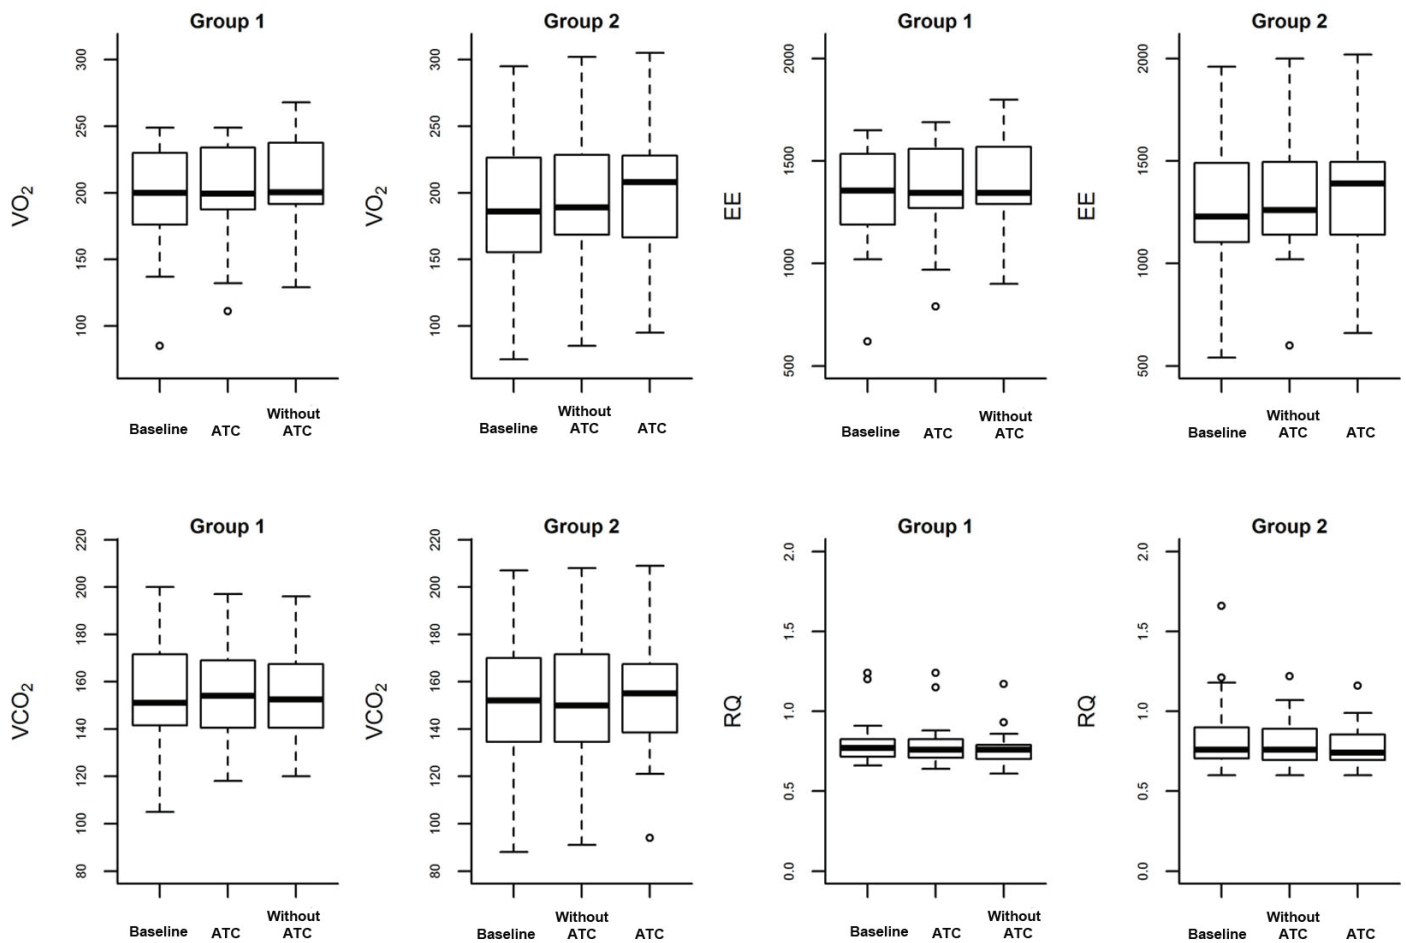 Group 1
VO2
300
250
200
150
100
Baseline
ATC
Without
ATC
Group 2
VO2
300
250
200
150
100
Baseline
Without
ATC
ATC
Group 1
EE
2000
1500
1000
500
Baseline
ATC
Without
ATC
Group 2
EE
2000
1500
1000
500
Baseline
Without
ATC
ATC
Group 1
VCO2
220
200
180
160
140
120
100
80
Baseline
ATC
Without
ATC
Group 2
VCO2
220
200
180
160
140
120
100
80
Baseline
Without
ATC
ATC
Group 1
RQ
2.0
1.5
1.0
0.5
0.0
Baseline
ATC
Without
ATC
Group 2
RQ
2.0
1.5
1.0
0.5
0.0
Baseline
Without
ATC
ATC